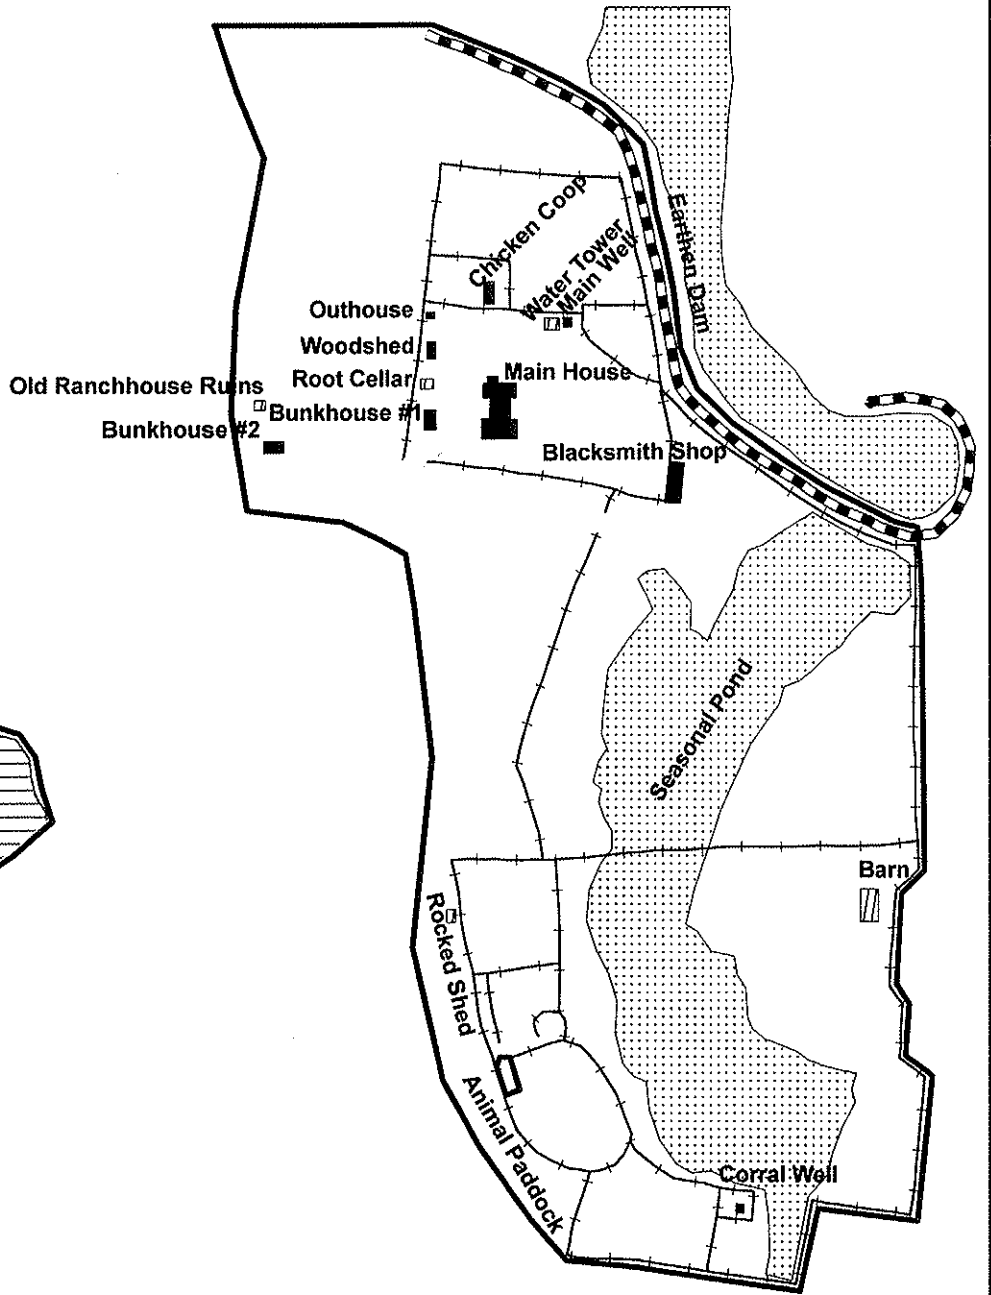 Earthen Dam
Chicken Coop
Water Tower
Main Well
Outhouse
Woodshed
Root Cellar
Main House
Old Ranchhouse Ruins
Bunkhouse #1
Bunkhouse #2
Blacksmith Shop
Seasonal Pond
Barn
Rocked Shed
Animal Paddock
Corral Well